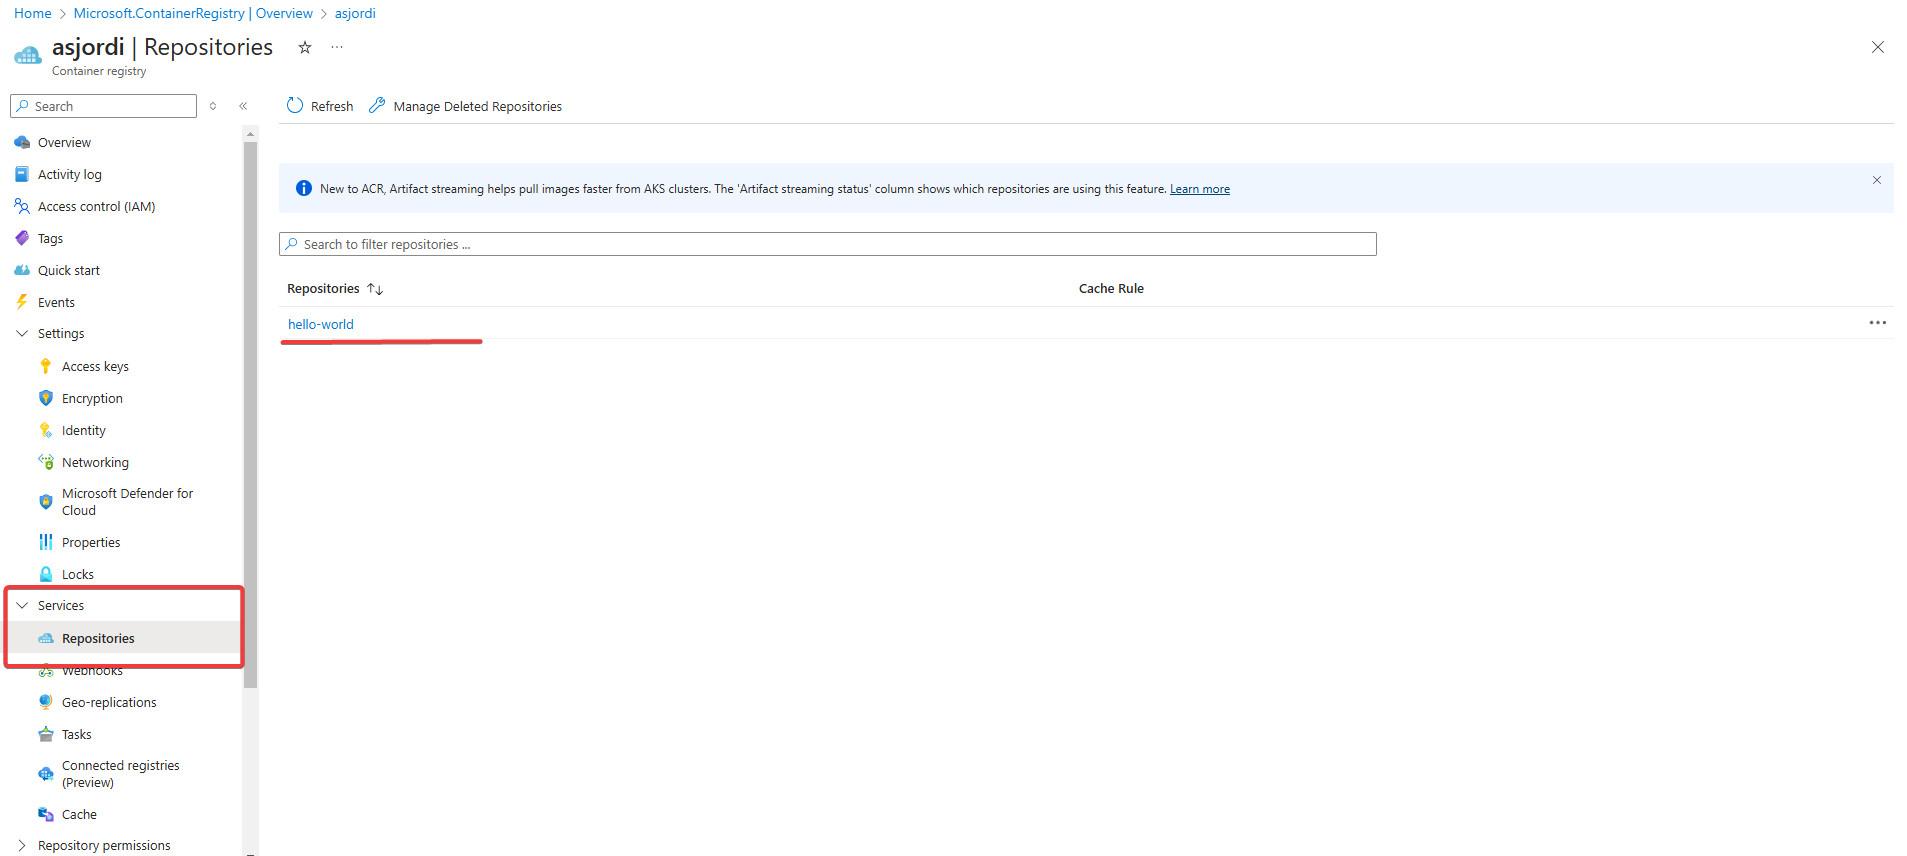 Home > Microsoft.ContainerRegistry | Overview > asjordi
asjordi | Repositories
Container registry
Search
Refresh
Manage Deleted Repositories
Overview
Activity log
Access control (IAM)
Tags
Quick start
Events
Settings
Access keys
Encryption
Identity
Networking
Microsoft Defender for
Cloud
Properties
Locks
Services
Repositories
Webhooks
Geo-replications
Tasks
Connected registries
(Preview)
Cache
Repository permissions
New to ACR, Artifact streaming helps pull images faster from AKS clusters. The 'Artifact streaming status' column shows which repositories are using this feature. Learn more
Search to filter repositories ...
Repositories
Cache Rule
hello-world